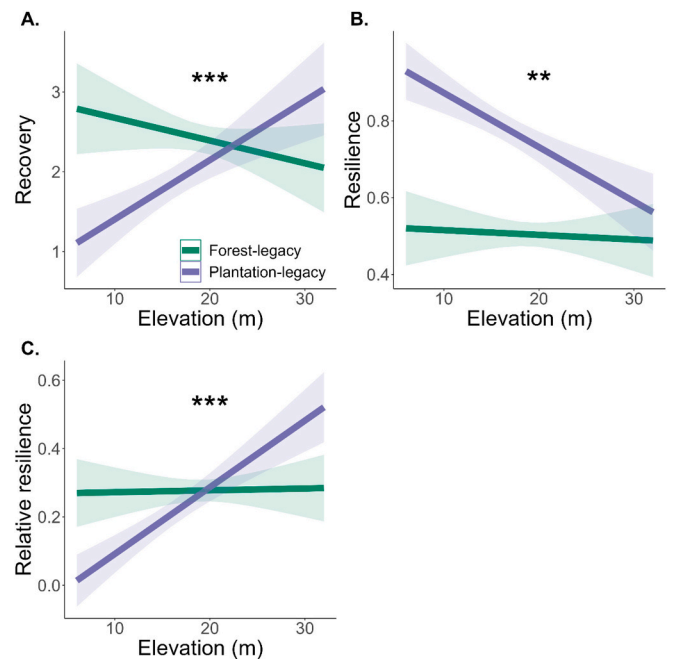 A.
Recovery
3
2
1
***
Forest-legacy
Plantation-legacy
10 20 30
Elevation (m)
B.
Resilience
0.8
0.6
0.4
**
10 20 30
Elevation (m)
C.
Relative resilience
0.6
0.4
0.2
0.0
***
10 20 30
Elevation (m)